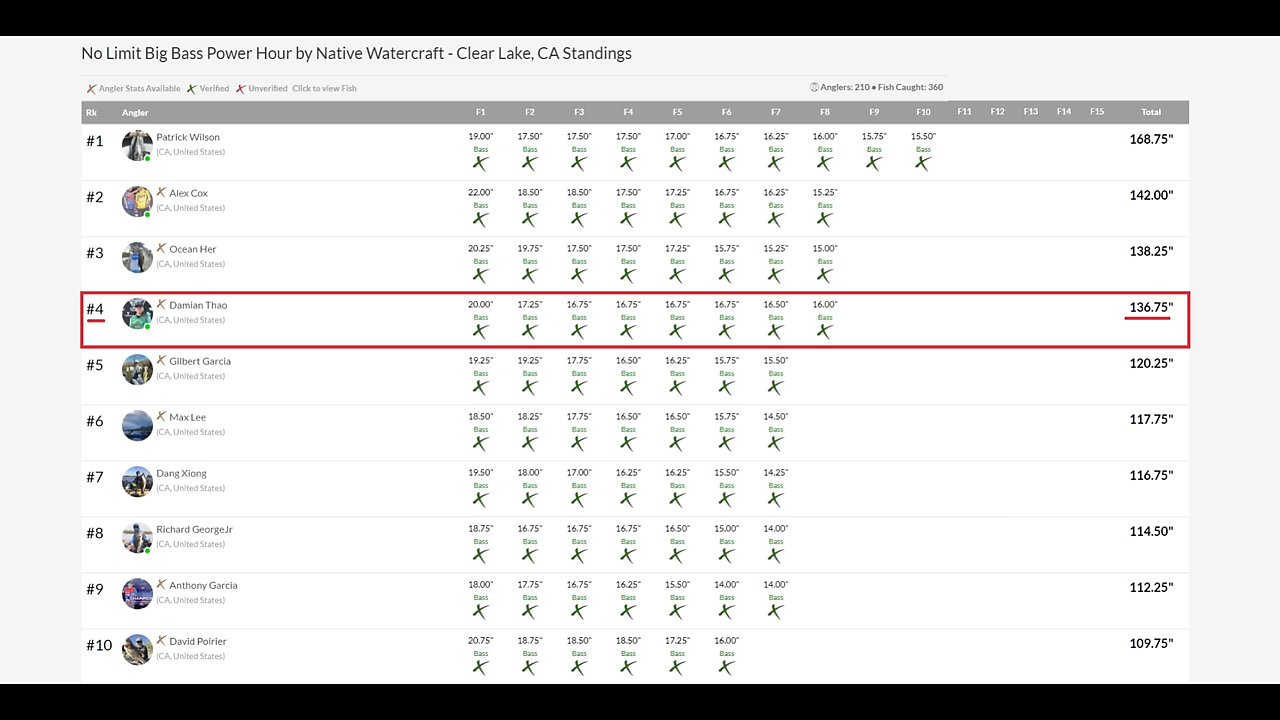 No Limit Big Bass Power Hour by Native Watercraft - Clear Lake, CA Standings
Angler Stats Available Verified Unverified Click to view Fish Anglers: 210 • Fish Caught: 360
Rk Angler F1 F2 F3 F4 F5 F6 F7 F8 F9 F10 F11 F12 F13 F14 F15 Total
#1 Patrick Wilson 19.00" 17.50" 17.50" 17.50" 17.00" 16.75" 16.25" 16.00" 15.75" 15.50" 168.75"
(CA, United States) Bass Bass Bass Bass Bass Bass Bass Bass Bass Bass
#2 Alex Cox 22.00" 18.50" 18.50" 17.50" 17.25" 16.75" 16.25" 15.25" 142.00"
(CA, United States) Bass Bass Bass Bass Bass Bass Bass Bass
#3 Ocean Her 20.25" 19.75" 17.50" 17.50" 17.25" 15.75" 15.25" 15.00" 138.25"
(CA, United States) Bass Bass Bass Bass Bass Bass Bass Bass
#4 Damian Thao 20.00" 17.25" 16.75" 16.75" 16.75" 16.75" 16.50" 16.00" 136.75"
(CA, United States) Bass Bass Bass Bass Bass Bass Bass Bass
#5 Gilbert Garcia 19.25" 19.25" 17.75" 16.50" 16.25" 15.75" 15.50" 120.25"
(CA, United States) Bass Bass Bass Bass Bass Bass Bass
#6 Max Lee 18.50" 18.25" 17.75" 16.50" 16.50" 15.75" 14.50" 117.75"
(CA, United States) Bass Bass Bass Bass Bass Bass Bass
#7 Dang Xiong 19.50" 18.00" 17.00" 16.25" 16.25" 15.50" 14.25" 116.75"
(CA, United States) Bass Bass Bass Bass Bass Bass Bass
#8 Richard GeorgeJr 18.75" 16.75" 16.75" 16.75" 16.50" 15.00" 14.00" 114.50"
(CA, United States) Bass Bass Bass Bass Bass Bass Bass
#9 Anthony Garcia 18.00" 17.75" 16.75" 16.25" 15.50" 14.00" 14.00" 112.25"
(CA, United States) Bass Bass Bass Bass Bass Bass Bass
#10 David Poirier 20.75" 18.75" 18.50" 18.50" 17.25" 16.00" 109.75"
(CA, United States) Bass Bass Bass Bass Bass Bass